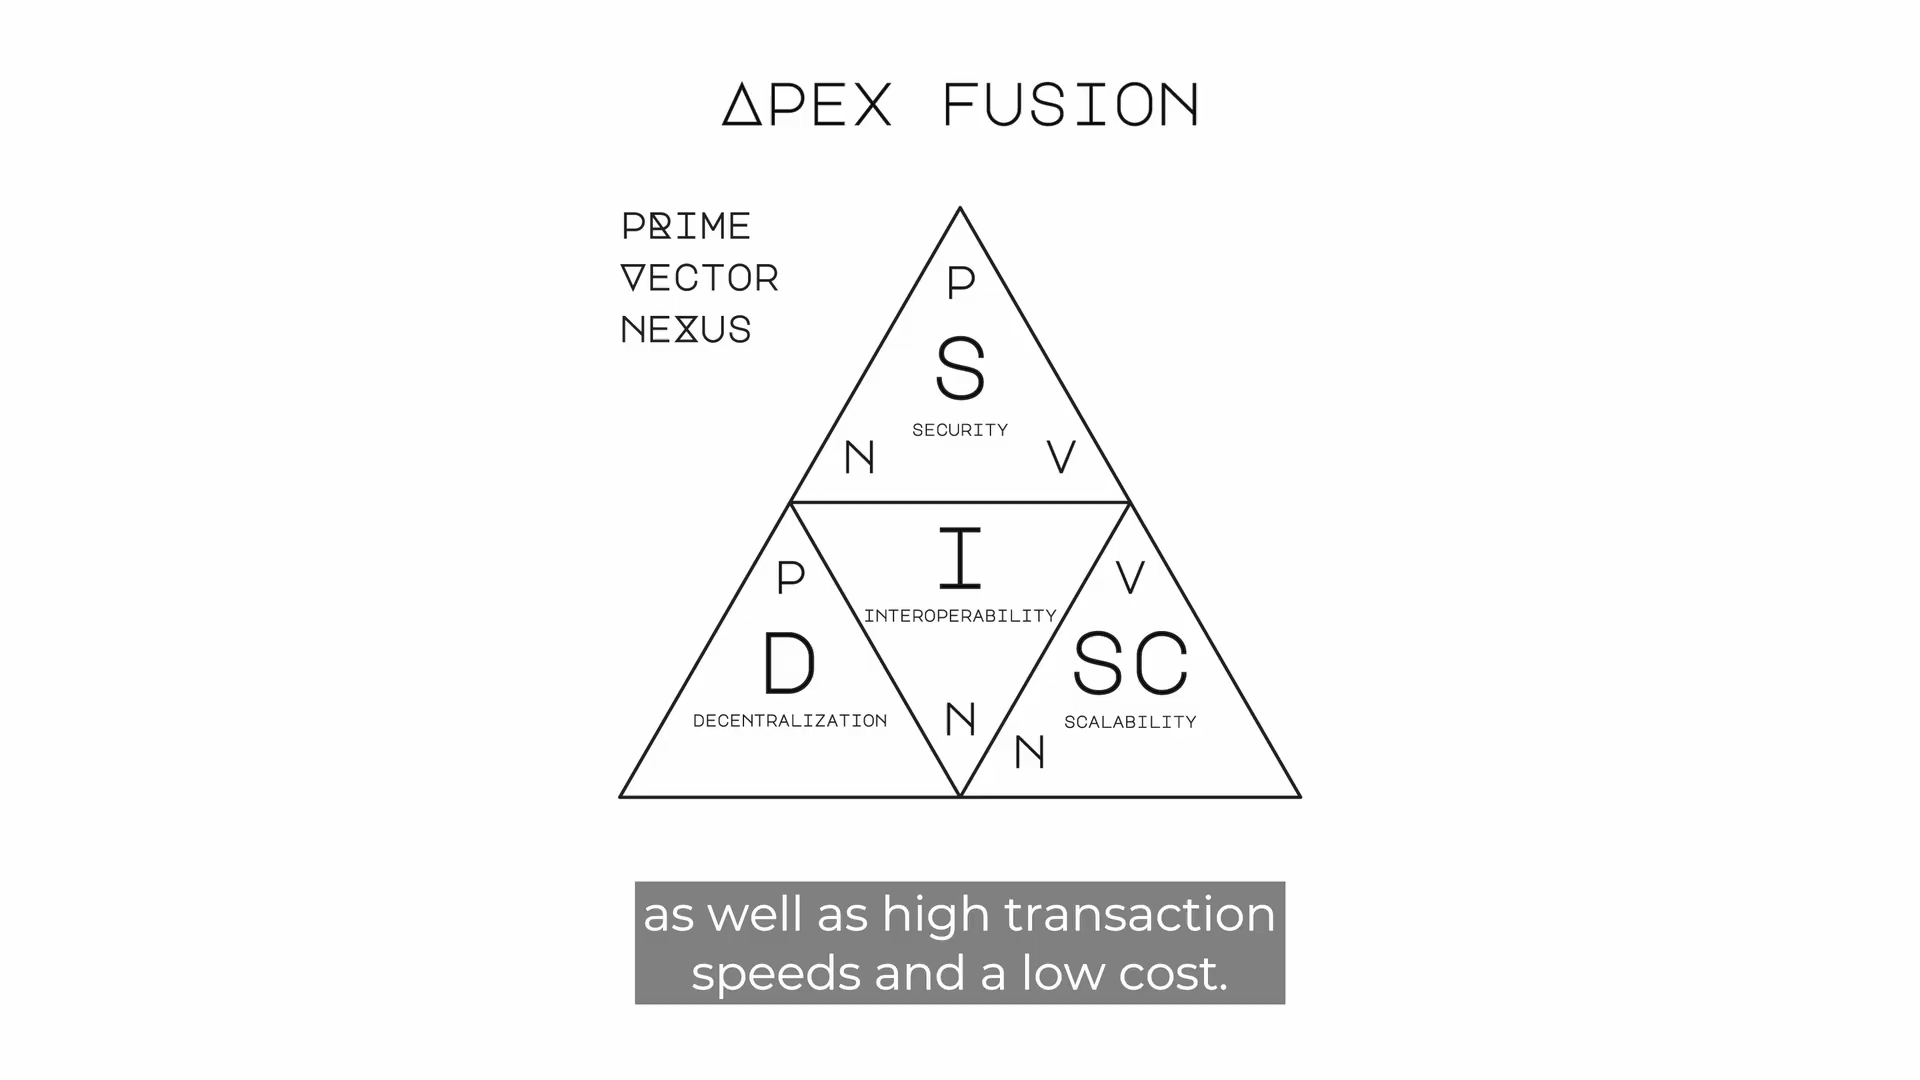 APEX FUSION
PRIME
VECTOR
NEXUS
P
S
SECURITY
N V
I
INTEROPERABILITY
N
P
D
DECENTRALIZATION
V
SC
SCALABILITY
N
as well as high transaction
speeds and a low cost.